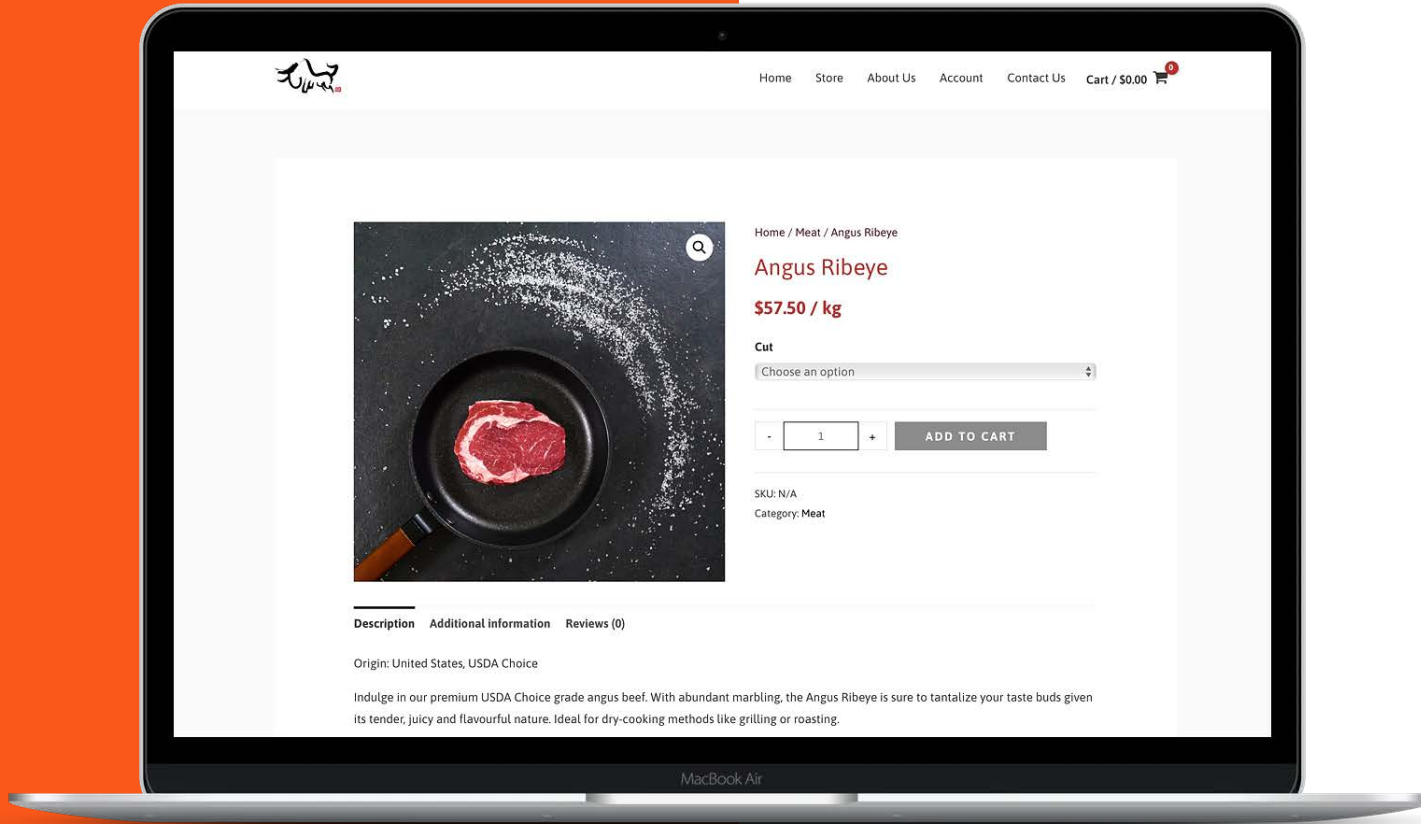 Home Store About Us Account Contact Us Cart / $0.00 0
Home / Meat / Angus Ribeye
Angus Ribeye
$57.50 / kg
Cut
Choose an option
- 1 + ADD TO CART
SKU: N/A
Category: Meat
Description Additional information Reviews (0)
Origin: United States, USDA Choice
Indulge in our premium USDA Choice grade angus beef. With abundant marbling, the Angus Ribeye is sure to tantalize your taste buds given
its tender, juicy and flavourful nature. Ideal for dry-cooking methods like grilling or roasting.
MacBook Air